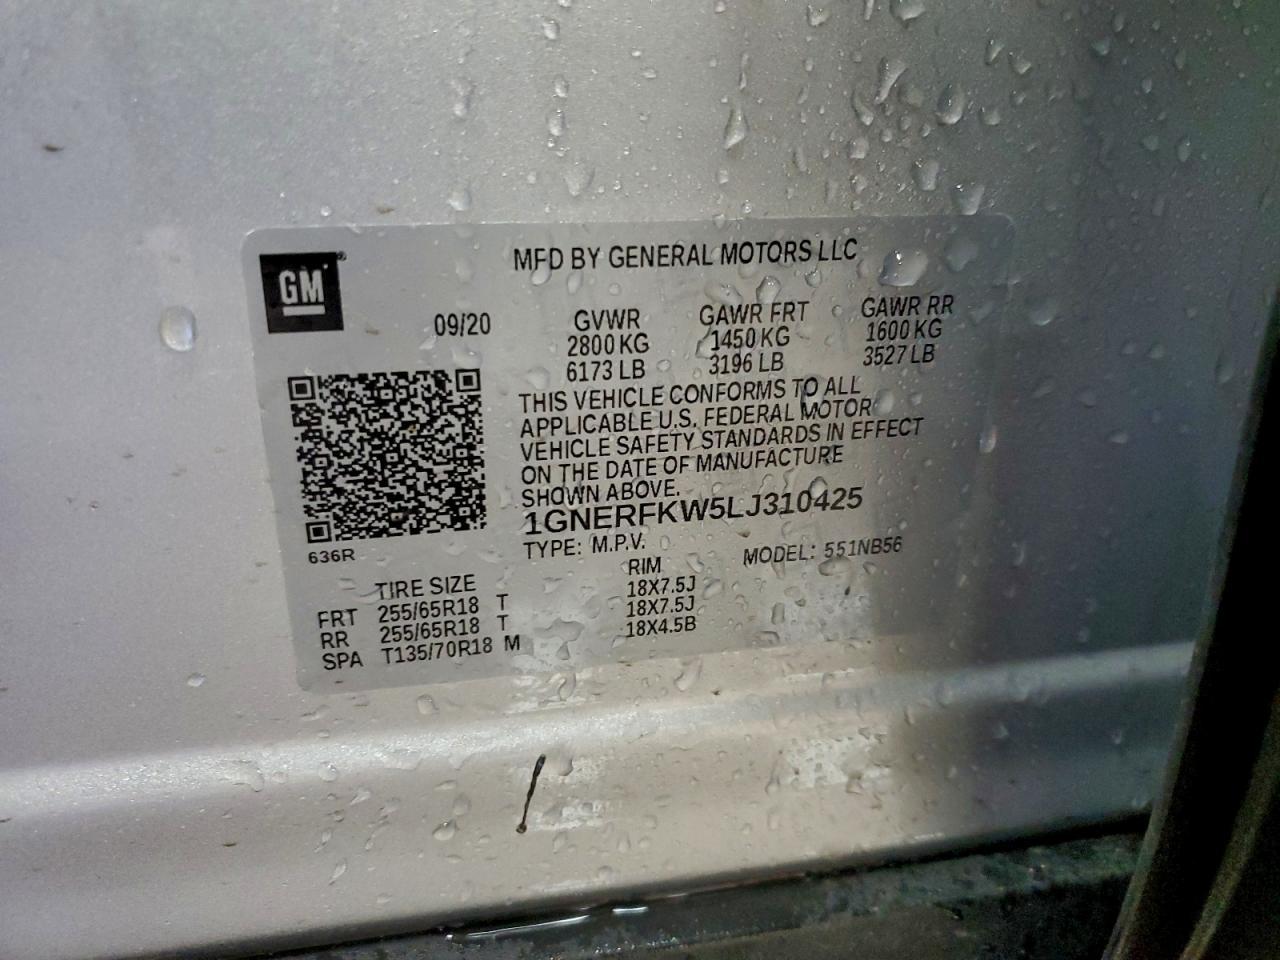 GM
MFD BY GENERAL MOTORS LLC
09/20 GVWR GAWR FRT GAWR RR
2800 KG 1450 KG 1600 KG
6173 LB 3196 LB 3527 LB
THIS VEHICLE CONFORMS TO ALL
APPLICABLE U.S. FEDERAL MOTOR
VEHICLE SAFETY STANDARDS IN EFFECT
ON THE DATE OF MANUFACTURE
SHOWN ABOVE.
1GNERFKW5LJ310425
636R
TYPE: M.P.V. MODEL: 551NB56
TIRE SIZE RIM
FRT 255/65R18 T 18X7.5J
RR 255/65R18 T 18X7.5J
SPA T135/70R18 M 18X4.5B